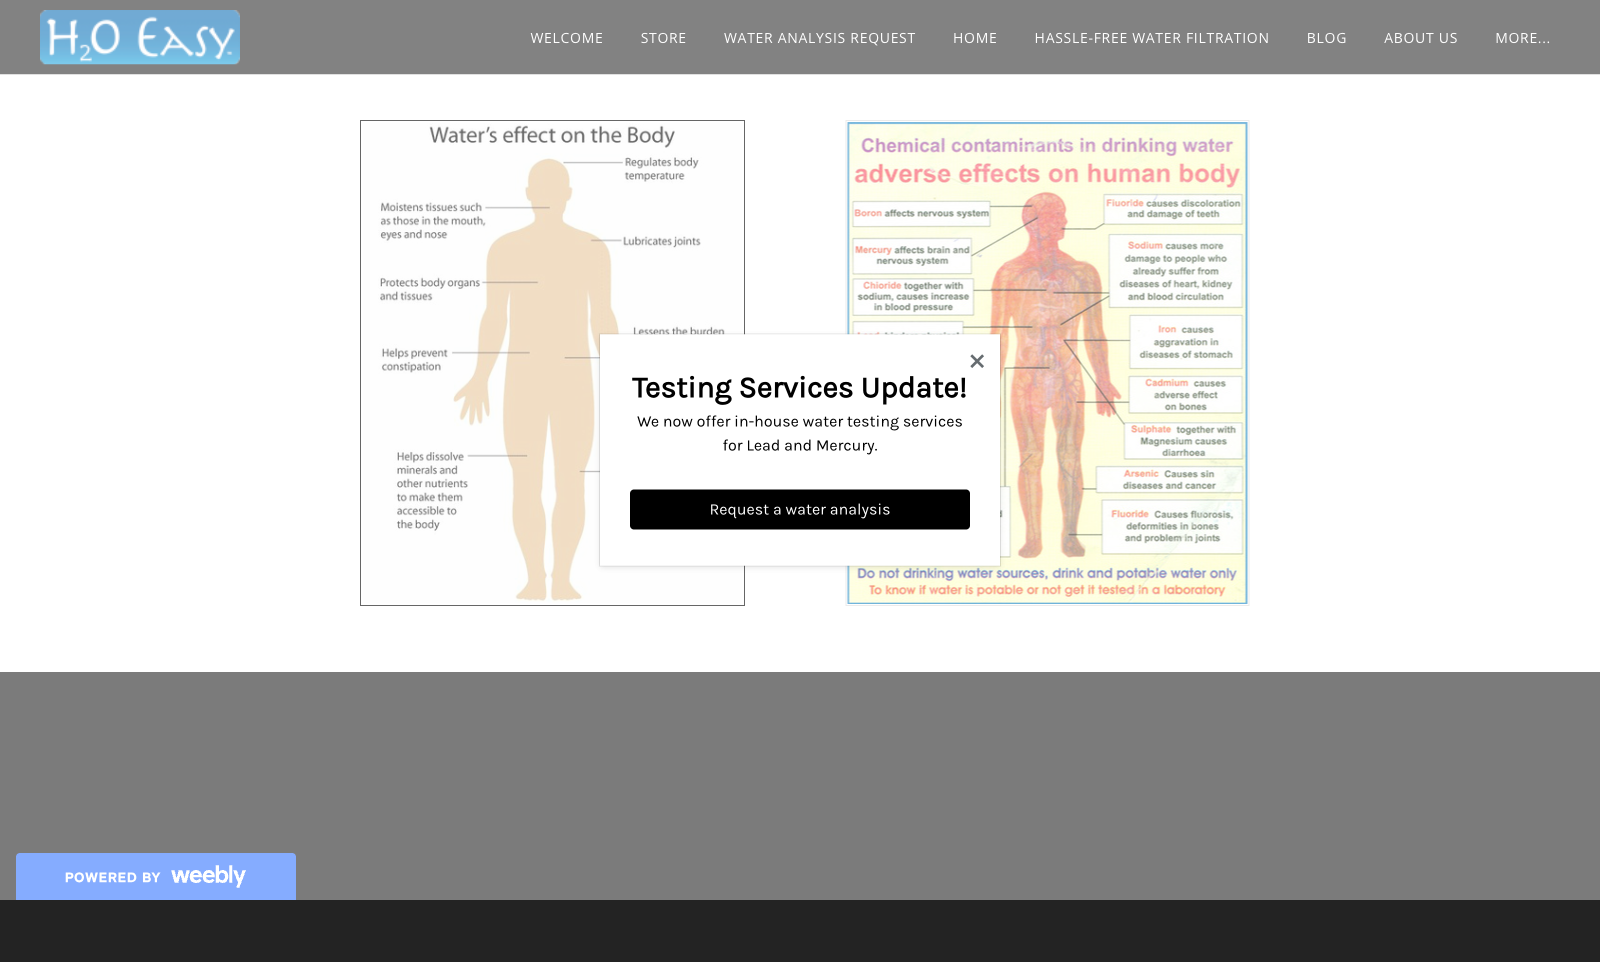 H2O Easy
WELCOME
STORE
WATER ANALYSIS REQUEST
HOME
HASSLE-FREE WATER FILTRATION
BLOG
ABOUT US
MORE...
Water's effect on the Body
Regulates body
temperature
Moistens tissues such
as those in the mouth,
eyes and nose
Lubricates joints
Protects body organs
and tissues
Lessens the burden
Helps prevent
constipation
Helps dissolve
minerals and
other nutrients
to make them
accessible to
the body
Chemical contaminants in drinking water
adverse effects on human body
Boron affects nervous system
Fluoride causes discoloration
and damage of teeth
Mercury affects brain and
nervous system
Sodium causes more
damage to people who
already suffer from
diseases of heart, kidney
and blood circulation
Chloride together with
sodium, causes increase
in blood pressure
Iron causes
aggravation in
diseases of stomach
Cadmium causes
adverse effect
on bones
Sulphate together with
Magnesium causes
diarrhoea
Arsenic Causes sin
diseases and cancer
Fluoride Causes fluorosis,
deformities in bones
and problem in joints
Do not drinking water sources, drink and potable water only
To know if water is potable or not get it tested in a laboratory
Testing Services Update!
We now offer in-house water testing services
for Lead and Mercury.
Request a water analysis
POWERED BY weebly